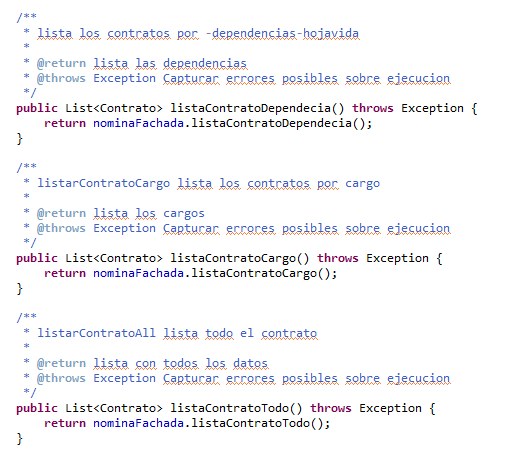 /**
 * lista los contratos por -dependencias-hojavida
 *
 * @return lista las dependencias
 * @throws Exception Capturar errores posibles sobre ejecucion
 */
public List<Contrato> listaContratoDependecia() throws Exception {
    return nominaFachada.listaContratoDependecia();
}
/**
 * listarContratoCargo lista los contratos por cargo
 *
 * @return lista los cargos
 * @throws Exception Capturar errores posibles sobre ejecucion
 */
public List<Contrato> listaContratoCargo() throws Exception {
    return nominaFachada.listaContratoCargo();
}
/**
 * listarContratoAll lista todo el contrato
 *
 * @return lista con todos los datos
 * @throws Exception Capturar errores posibles sobre ejecucion
 */
public List<Contrato> listaContratoTodo() throws Exception {
    return nominaFachada.listaContratoTodo();
}